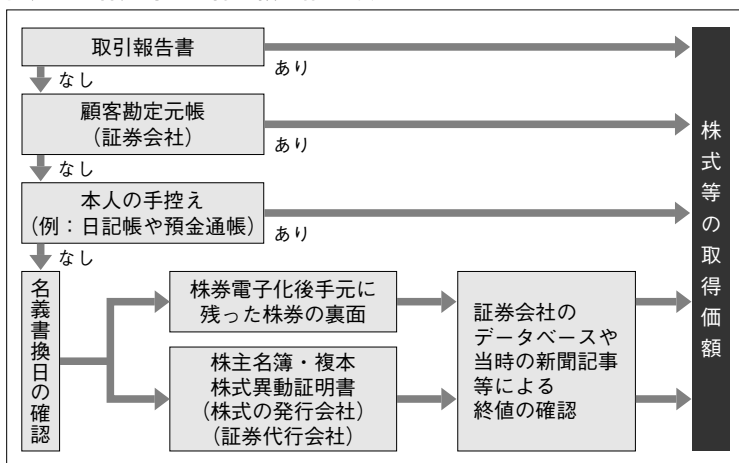 取引報告書
なし
あり
顧客勘定元帳
（証券会社）
なし
あり
本人の手控え
（例：日記帳や預金通帳）
なし
あり
名義書換日の確認
株券電子化後手元に
残った株券の裏面
株主名簿・複本
株式異動証明書
（株式の発行会社）
（証券代行会社）
証券会社の
データベースや
当時の新聞記事
等による
終値の確認
株式等の取得価額